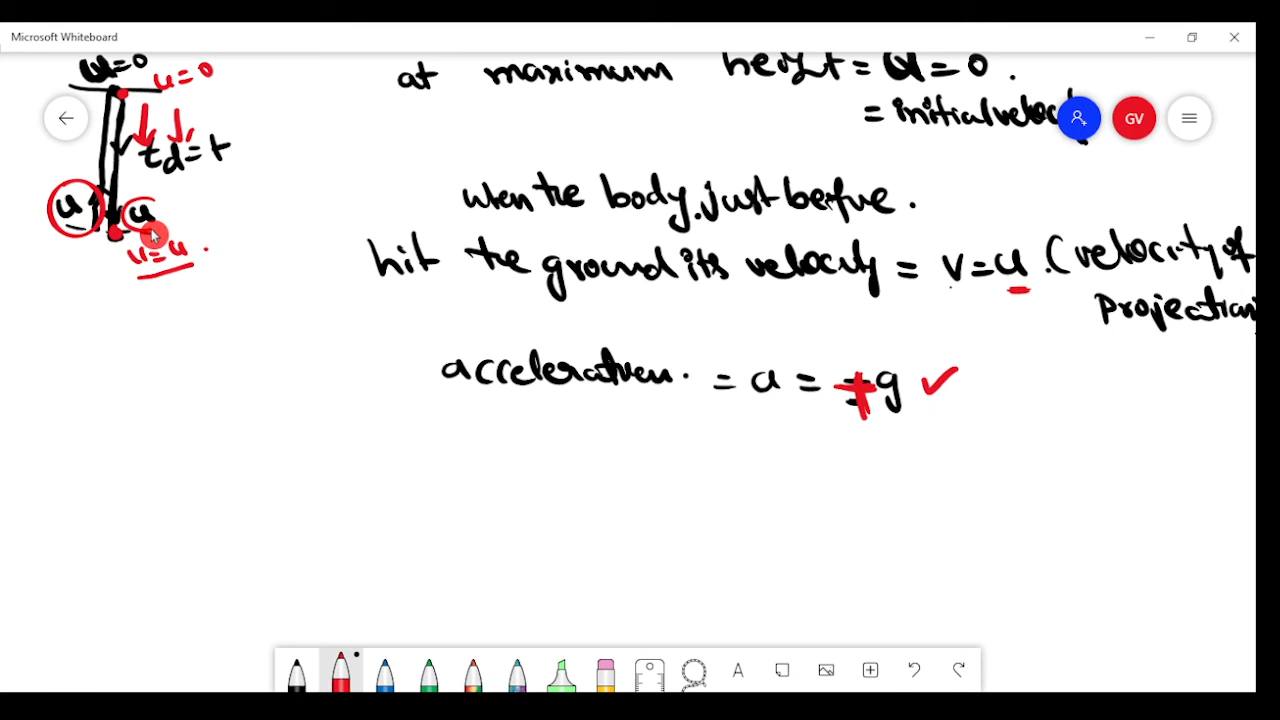 Microsoft Whiteboard
u=0
u=0
at maximum height = u = 0 .
= initial
GV
td = t
when the body just before .
u
u
u=u .
hit the ground its velocity = v=u . (velocity of
projection
acceleration . = a = +g ✓
A